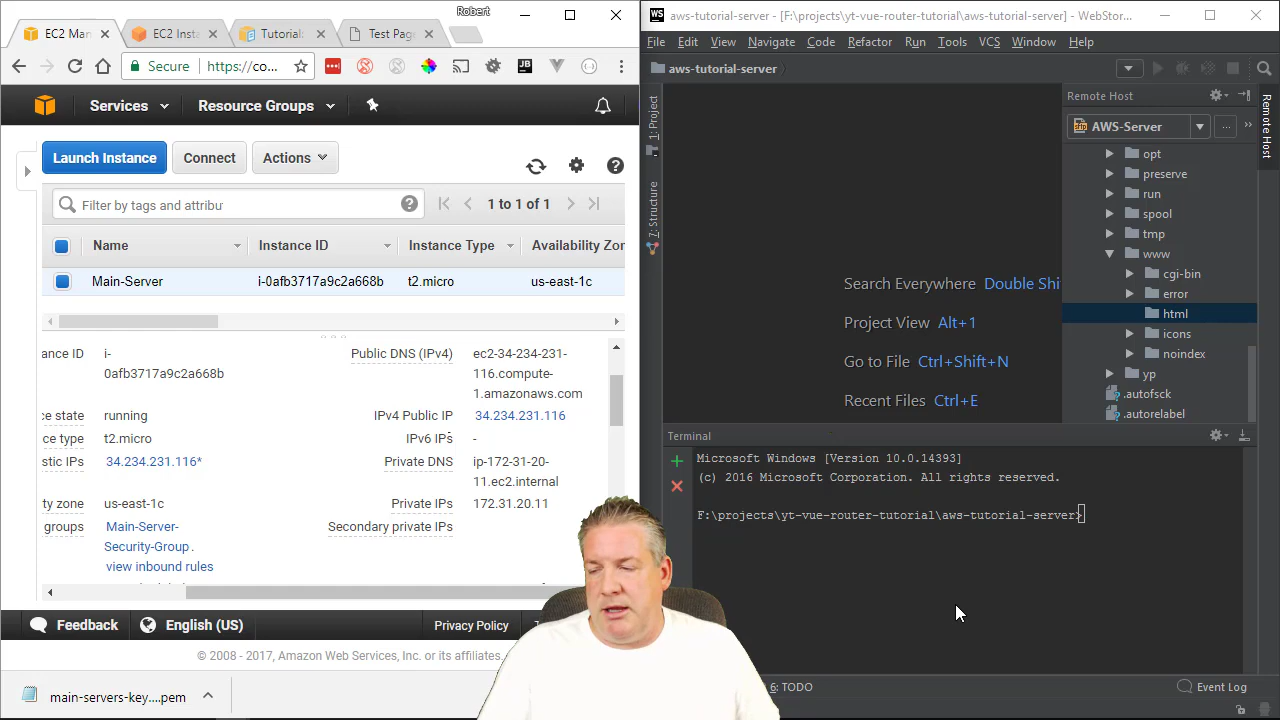 Robert
EC2 Man
EC2 Insta
Tutorial
Test Page
Secure
https://co...
Services
Resource Groups
Launch Instance
Connect
Actions
Filter by tags and attribu
1 to 1 of 1
Name
Instance ID
Instance Type
Availability Zon
Main-Server
i-0afb3717a9c2a668b
t2.micro
us-east-1c
ance ID
i-
0afb3717a9c2a668b
Public DNS (IPv4)
ec2-34-234-231-
116.compute-
1.amazonaws.com
ce state
running
IPv4 Public IP
34.234.231.116
ce type
t2.micro
IPv6 IPs
-
stic IPs
34.234.231.116*
Private DNS
ip-172-31-20-
11.ec2.internal
ty zone
us-east-1c
Private IPs
172.31.20.11
groups
Main-Server-
Security-Group .
view inbound rules
Secondary private IPs
Feedback
English (US)
Privacy Policy
© 2008 - 2017, Amazon Web Services, Inc. or its affiliates.
main-servers-key....pem
WS
aws-tutorial-server - [F:\projects\yt-vue-router-tutorial\aws-tutorial-server] - WebStor...
File Edit View Navigate Code Refactor Run Tools VCS Window Help
aws-tutorial-server
1: Project
7: Structure
Search Everywhere Double Shi
Project View Alt+1
Go to File Ctrl+Shift+N
Recent Files Ctrl+E
Remote Host
AWS-Server
...
Remote Host
opt
preserve
run
spool
tmp
www
cgi-bin
error
html
icons
noindex
yp
.autofsck
.autorelabel
Terminal
Microsoft Windows [Version 10.0.14393]
(c) 2016 Microsoft Corporation. All rights reserved.
F:\projects\yt-vue-router-tutorial\aws-tutorial-server>
6: TODO
Event Log